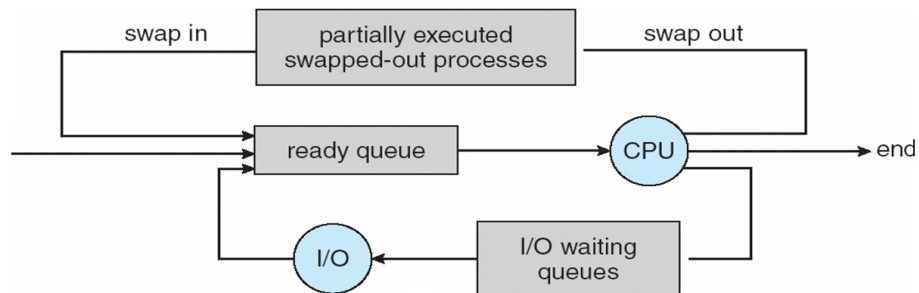 swap in
partially executed
swapped-out processes
swap out
ready queue
CPU
end
I/O
I/O waiting
queues